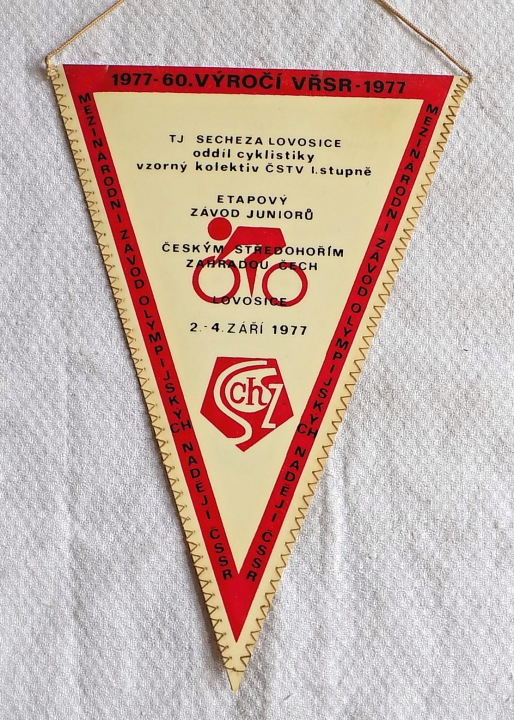 1977-60.VÝROČÍ VŘSR-1977
MEZINÁRODNÍ ZÁVOD OLYMPIJSKÝCH NADĚJÍ ČSSR
MEZINÁRODNÍ ZÁVOD OLYMPIJSKÝCH NADĚJÍ ČSSR
TJ SECHEZA LOVOSICE
oddíl cyklistiky
vzorný kolektiv ČSTV I.stupně
ETAPOVÝ
ZÁVOD JUNIORŮ
ČESKÝM STŘEDOHOŘÍM
ZAHRADOU ČECH
LOVOSICE
2.-4. ZÁŘÍ 1977
SchZ